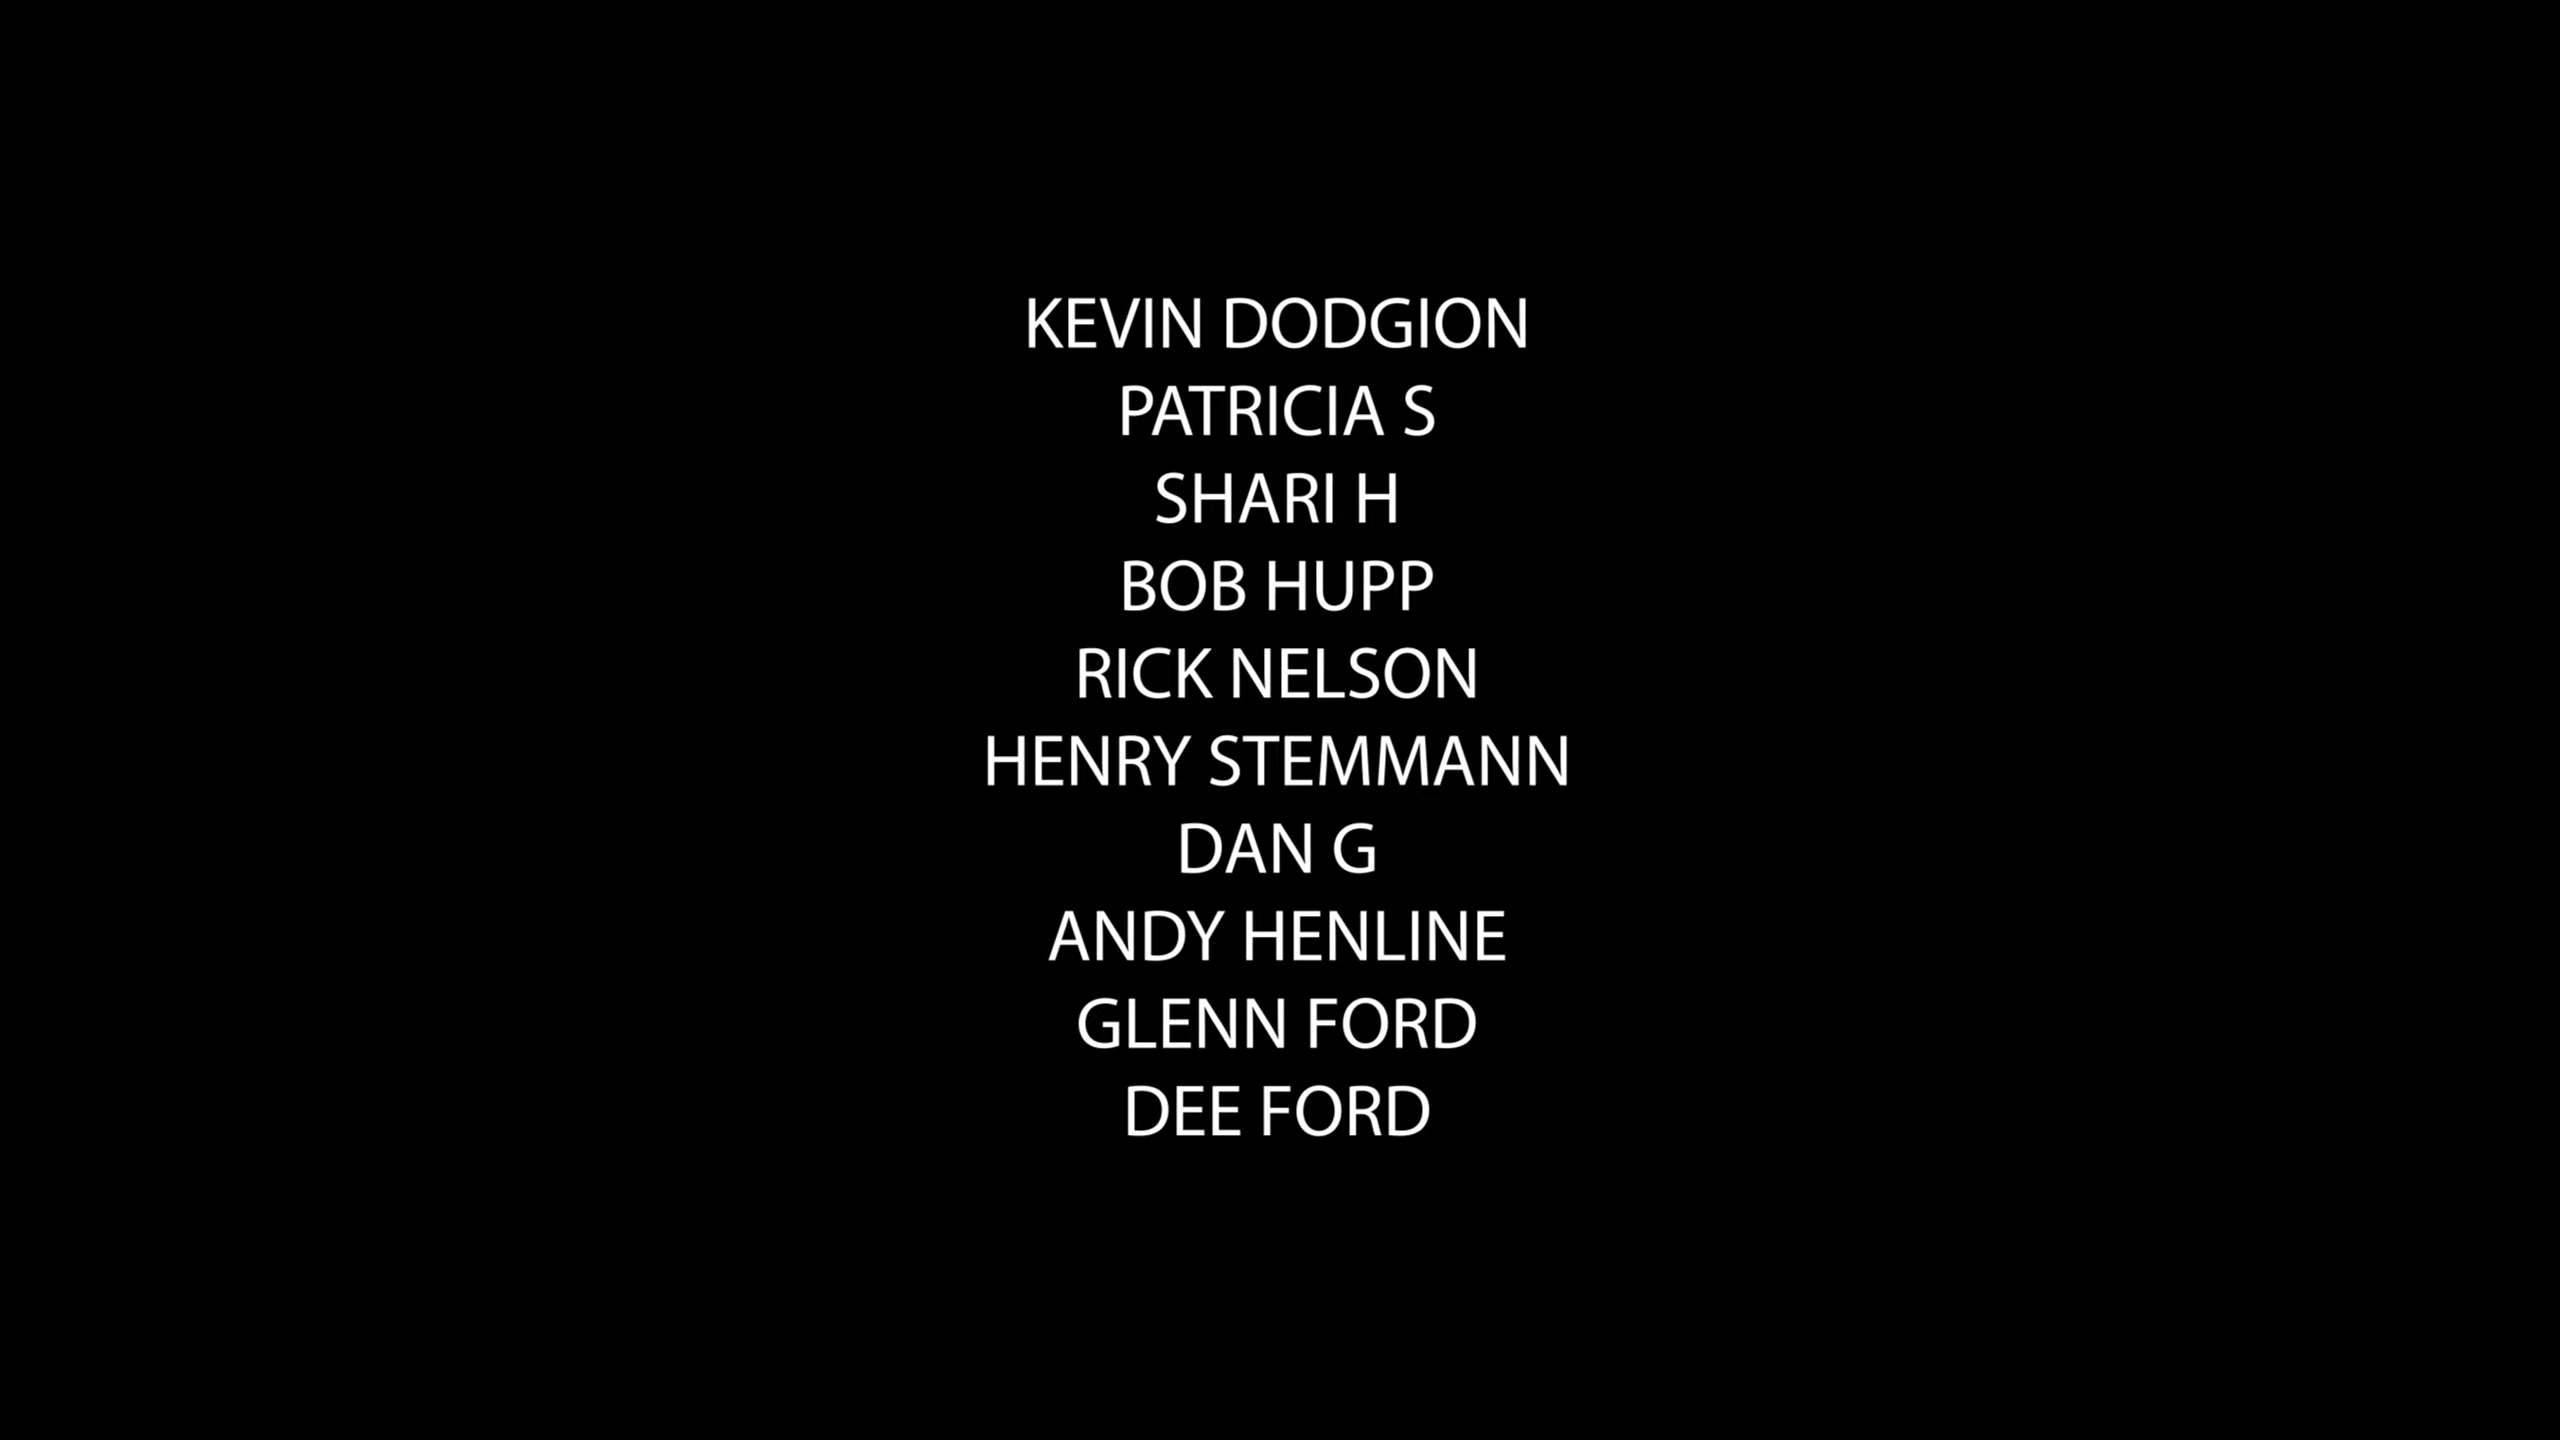 KEVIN DODGION
PATRICIA S
SHARI H
BOB HUPP
RICK NELSON
HENRY STEMMANN
DAN G
ANDY HENLINE
GLENN FORD
DEE FORD